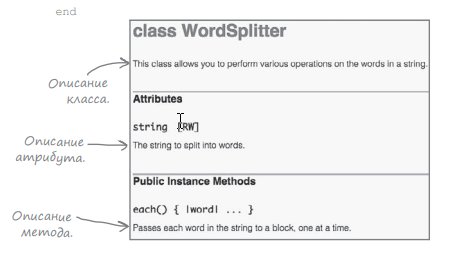 end
class WordSplitter
This class allows you to perform various operations on the words in a string.
Описание
класса.
Attributes
string [RW]
Описание
атрибута.
The string to split into words.
Public Instance Methods
each() { |word| ... }
Описание
метода.
Passes each word in the string to a block, one at a time.